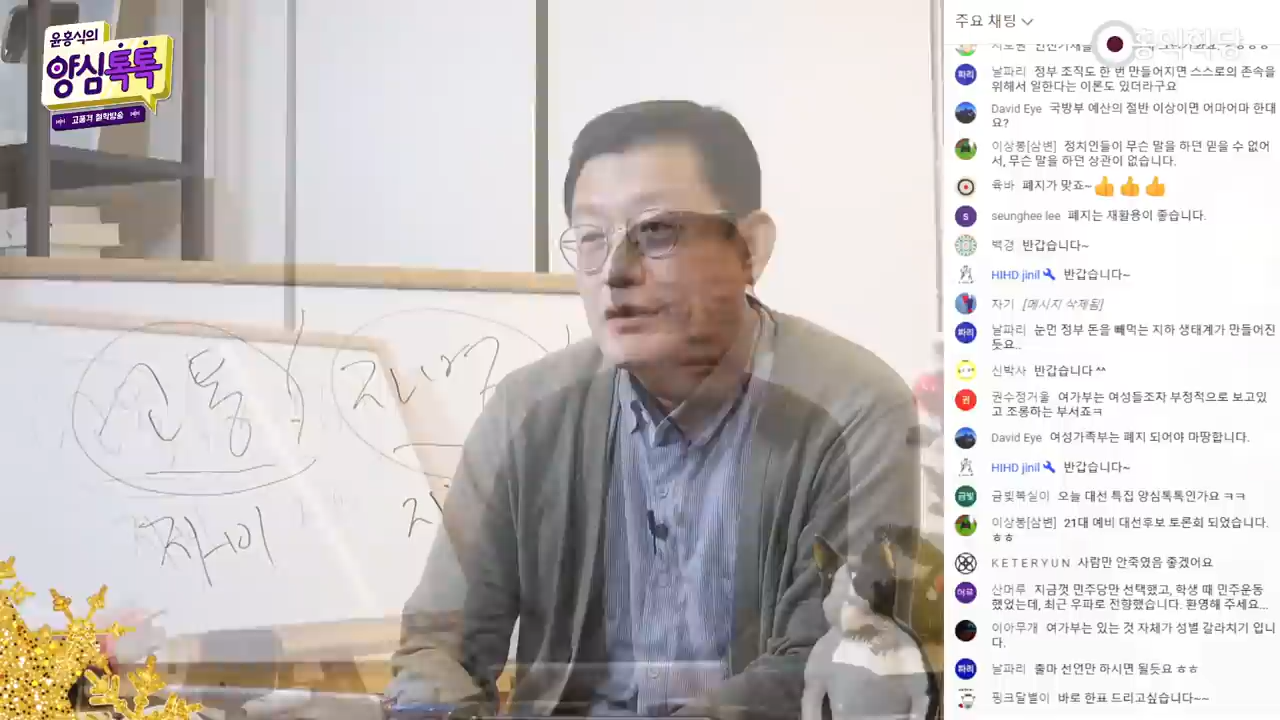 윤홍식의
양심톡톡
고품격 철학방송
소통
자비
주요 채팅
홍익학당
날파리 정부 조직도 한 번 만들어지면 스스로의 존속을
위해서 일한다는 이론도 있더라구요
David Eye 국방부 예산의 절반 이상이면 어마어마 한대
요?
이상봉[삼변] 정치인들이 무슨 말을 하던 믿을 수 없어
서, 무슨 말을 하던 상관이 없습니다.
육바 폐지가 맞죠~👍👍👍
S seunghee lee 폐지는 재활용이 좋습니다.
백경 반갑습니다~
HIHD jinil 반갑습니다~
자기 [메시지 삭제됨]
파리 날파리 눈먼 정부 돈을 빼먹는 지하 생태계가 만들어진
듯요..
신박사 반갑습니다 ^^
권 권수정거울 여가부는 여성들조차 부정적으로 보고있
고 조롱하는 부서죠ㅋ
David Eye 여성가족부는 폐지 되어야 마땅합니다.
HIHD jinil 반갑습니다~
금빛 금빛복실이 오늘 대선 특집 양심톡톡인가요 ㅋㅋ
이상봉[삼변] 21대 예비 대선후보 토론회 되었습니다.
ㅎㅎ
K E T E R Y U N 사람만 안죽였음 좋겠어요
머루 산머루 지금껏 민주당만 선택했고, 학생 때 민주운동
했었는데, 최근 우파로 전향했습니다. 환영해 주세요...
이아무개 여가부는 있는 것 자체가 성별 갈라치기 입니
다.
파리 날파리 출마 선언만 하시면 될듯요 ㅎㅎ
핑크달별이 바로 한표 드리고싶습니다~~